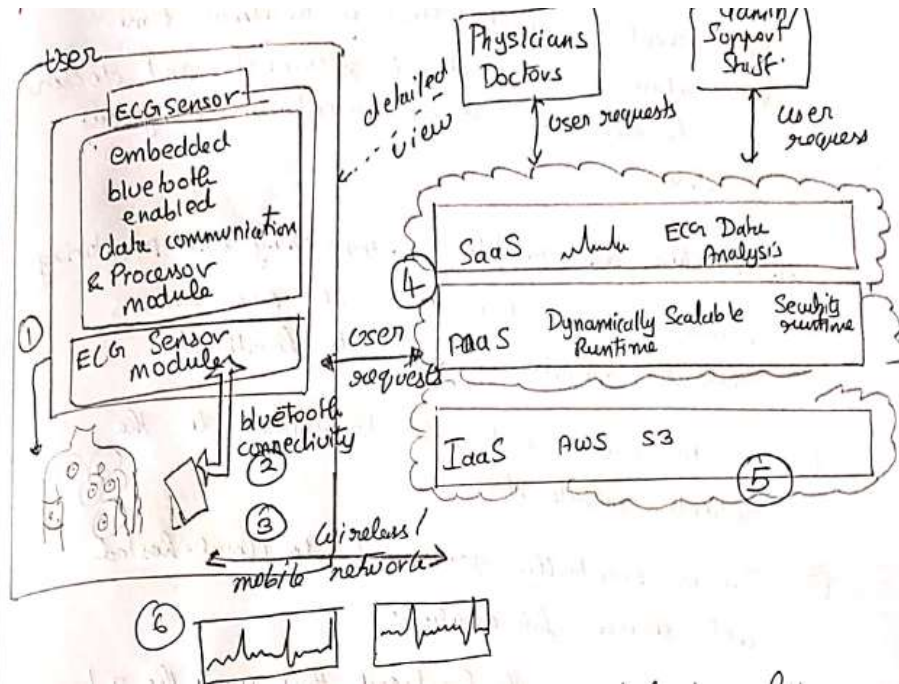 User
ECG sensor
embedded
bluetooth
enabled
data communication
& Processor
module
ECG Sensor
module
1
bluetooth
connectivity
2
3
wireless /
mobile network
6
detailed
view
Physicians
Doctors
Support
Staff.
User requests
User
request
User
requests
4
SaaS ECG Data
Analysis
PaaS Dynamically Scalable Security
Runtime runtime
IaaS AWS S3
5